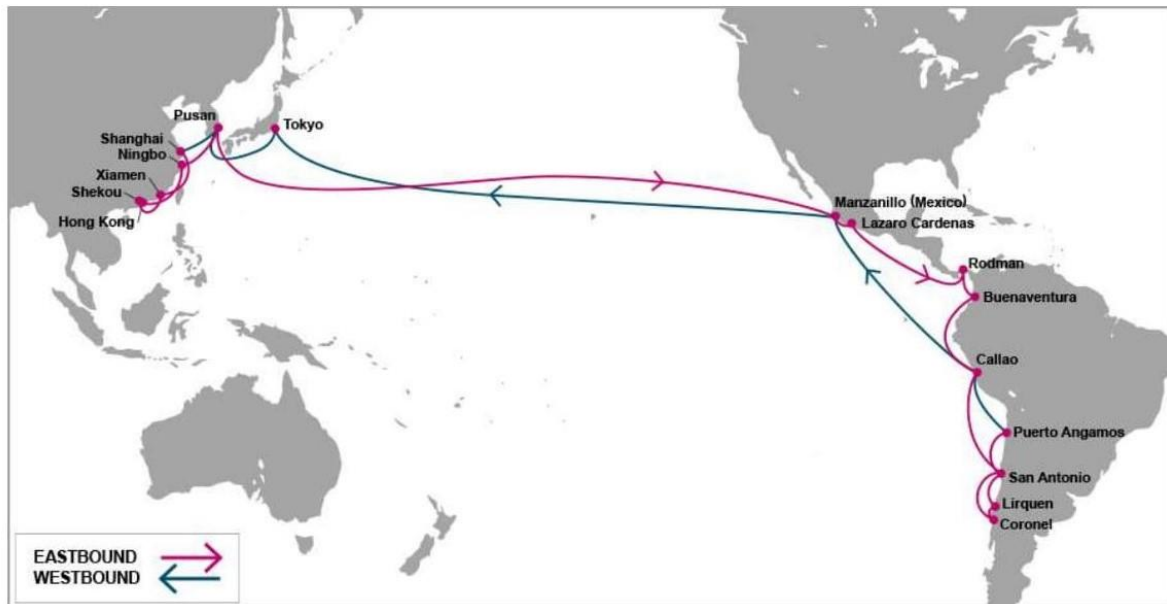 Pusan
Tokyo
Shanghai
Ningbo
Xiamen
Shekou
Hong Kong
Manzanillo (Mexico)
Lazaro Cardenas
Rodman
Buenaventura
Callao
Puerto Angamos
San Antonio
Lirquen
Coronel
EASTBOUND
WESTBOUND